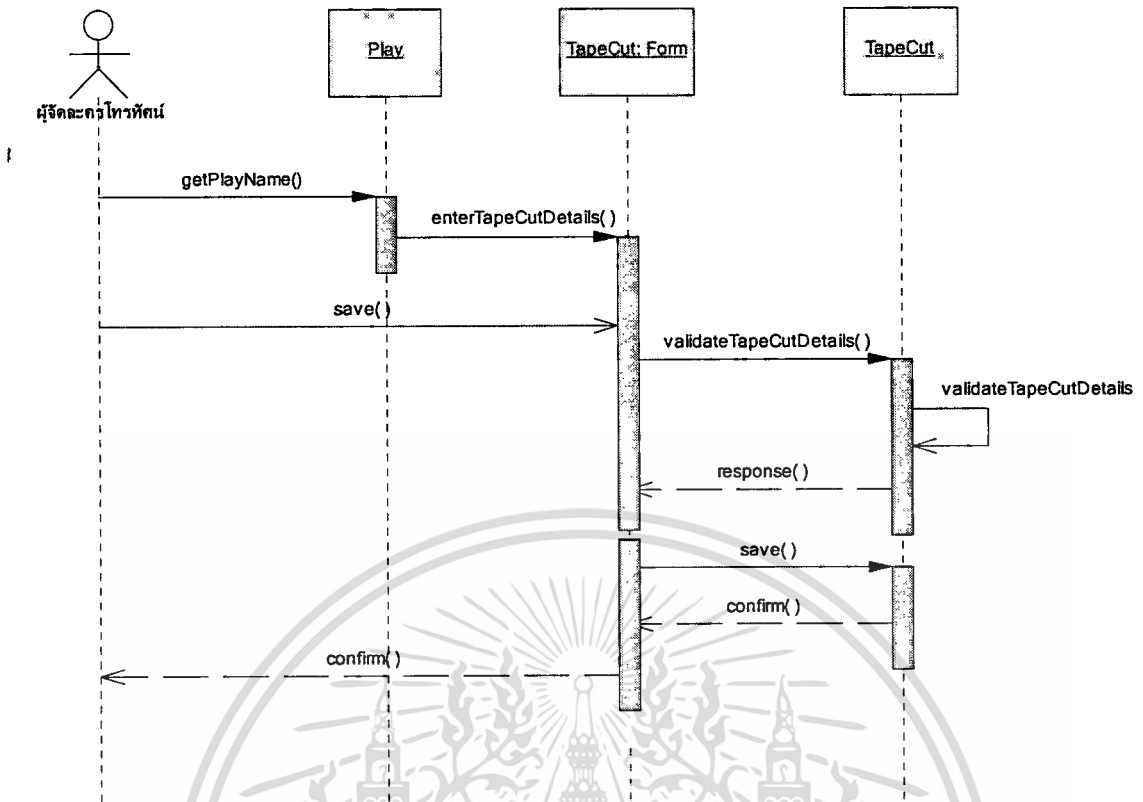 Play
TapeCut: Form
TapeCut
ผู้จัดละครโทรทัศน์
getPlayName()
enterTapeCutDetails( )
save( )
validateTapeCutDetails( )
validateTapeCutDetails
response( )
save( )
confirm( )
confirm( )